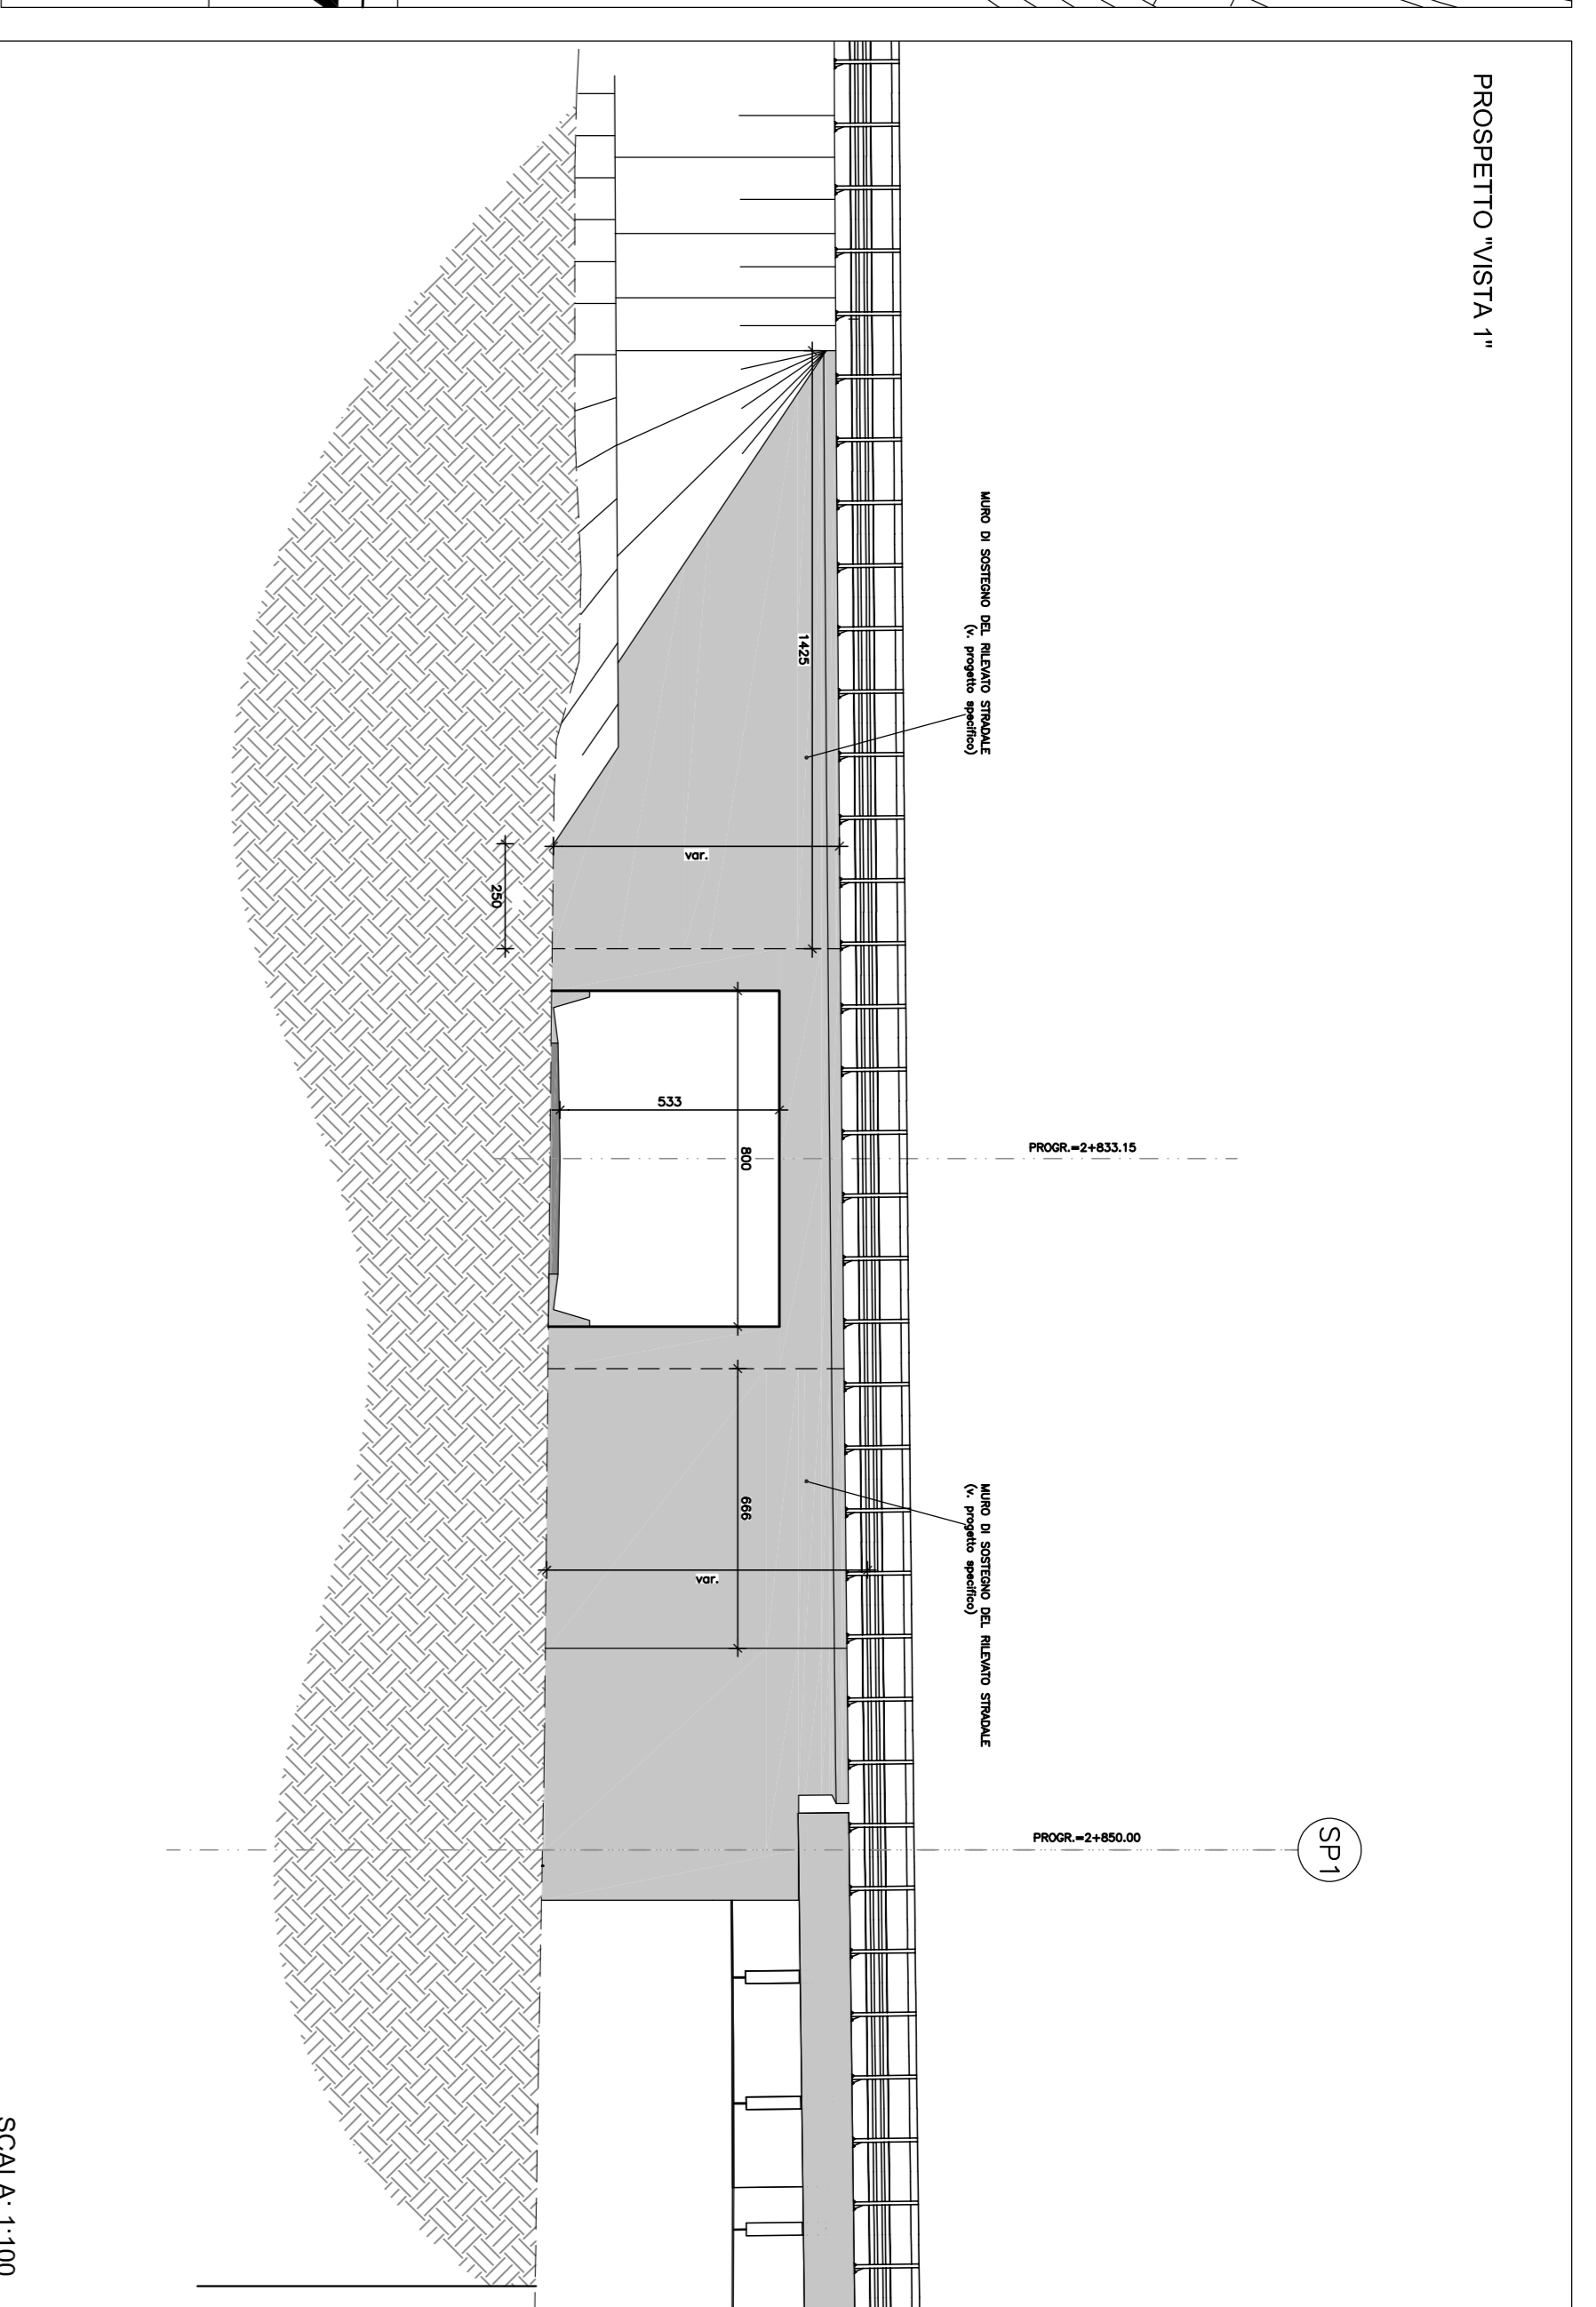 PROSPETTO "VISTA 1"
SP1
PROGR.=2+833.15
PROGR.=2+850.00
MURO DI SOSTEGNO DEL RILEVATO STRADALE
(v. progetto specifico)
MURO DI SOSTEGNO DEL RILEVATO STRADALE
(v. progetto specifico)
1425
var.
250
533
800
666
var.
SCALA: 1:100